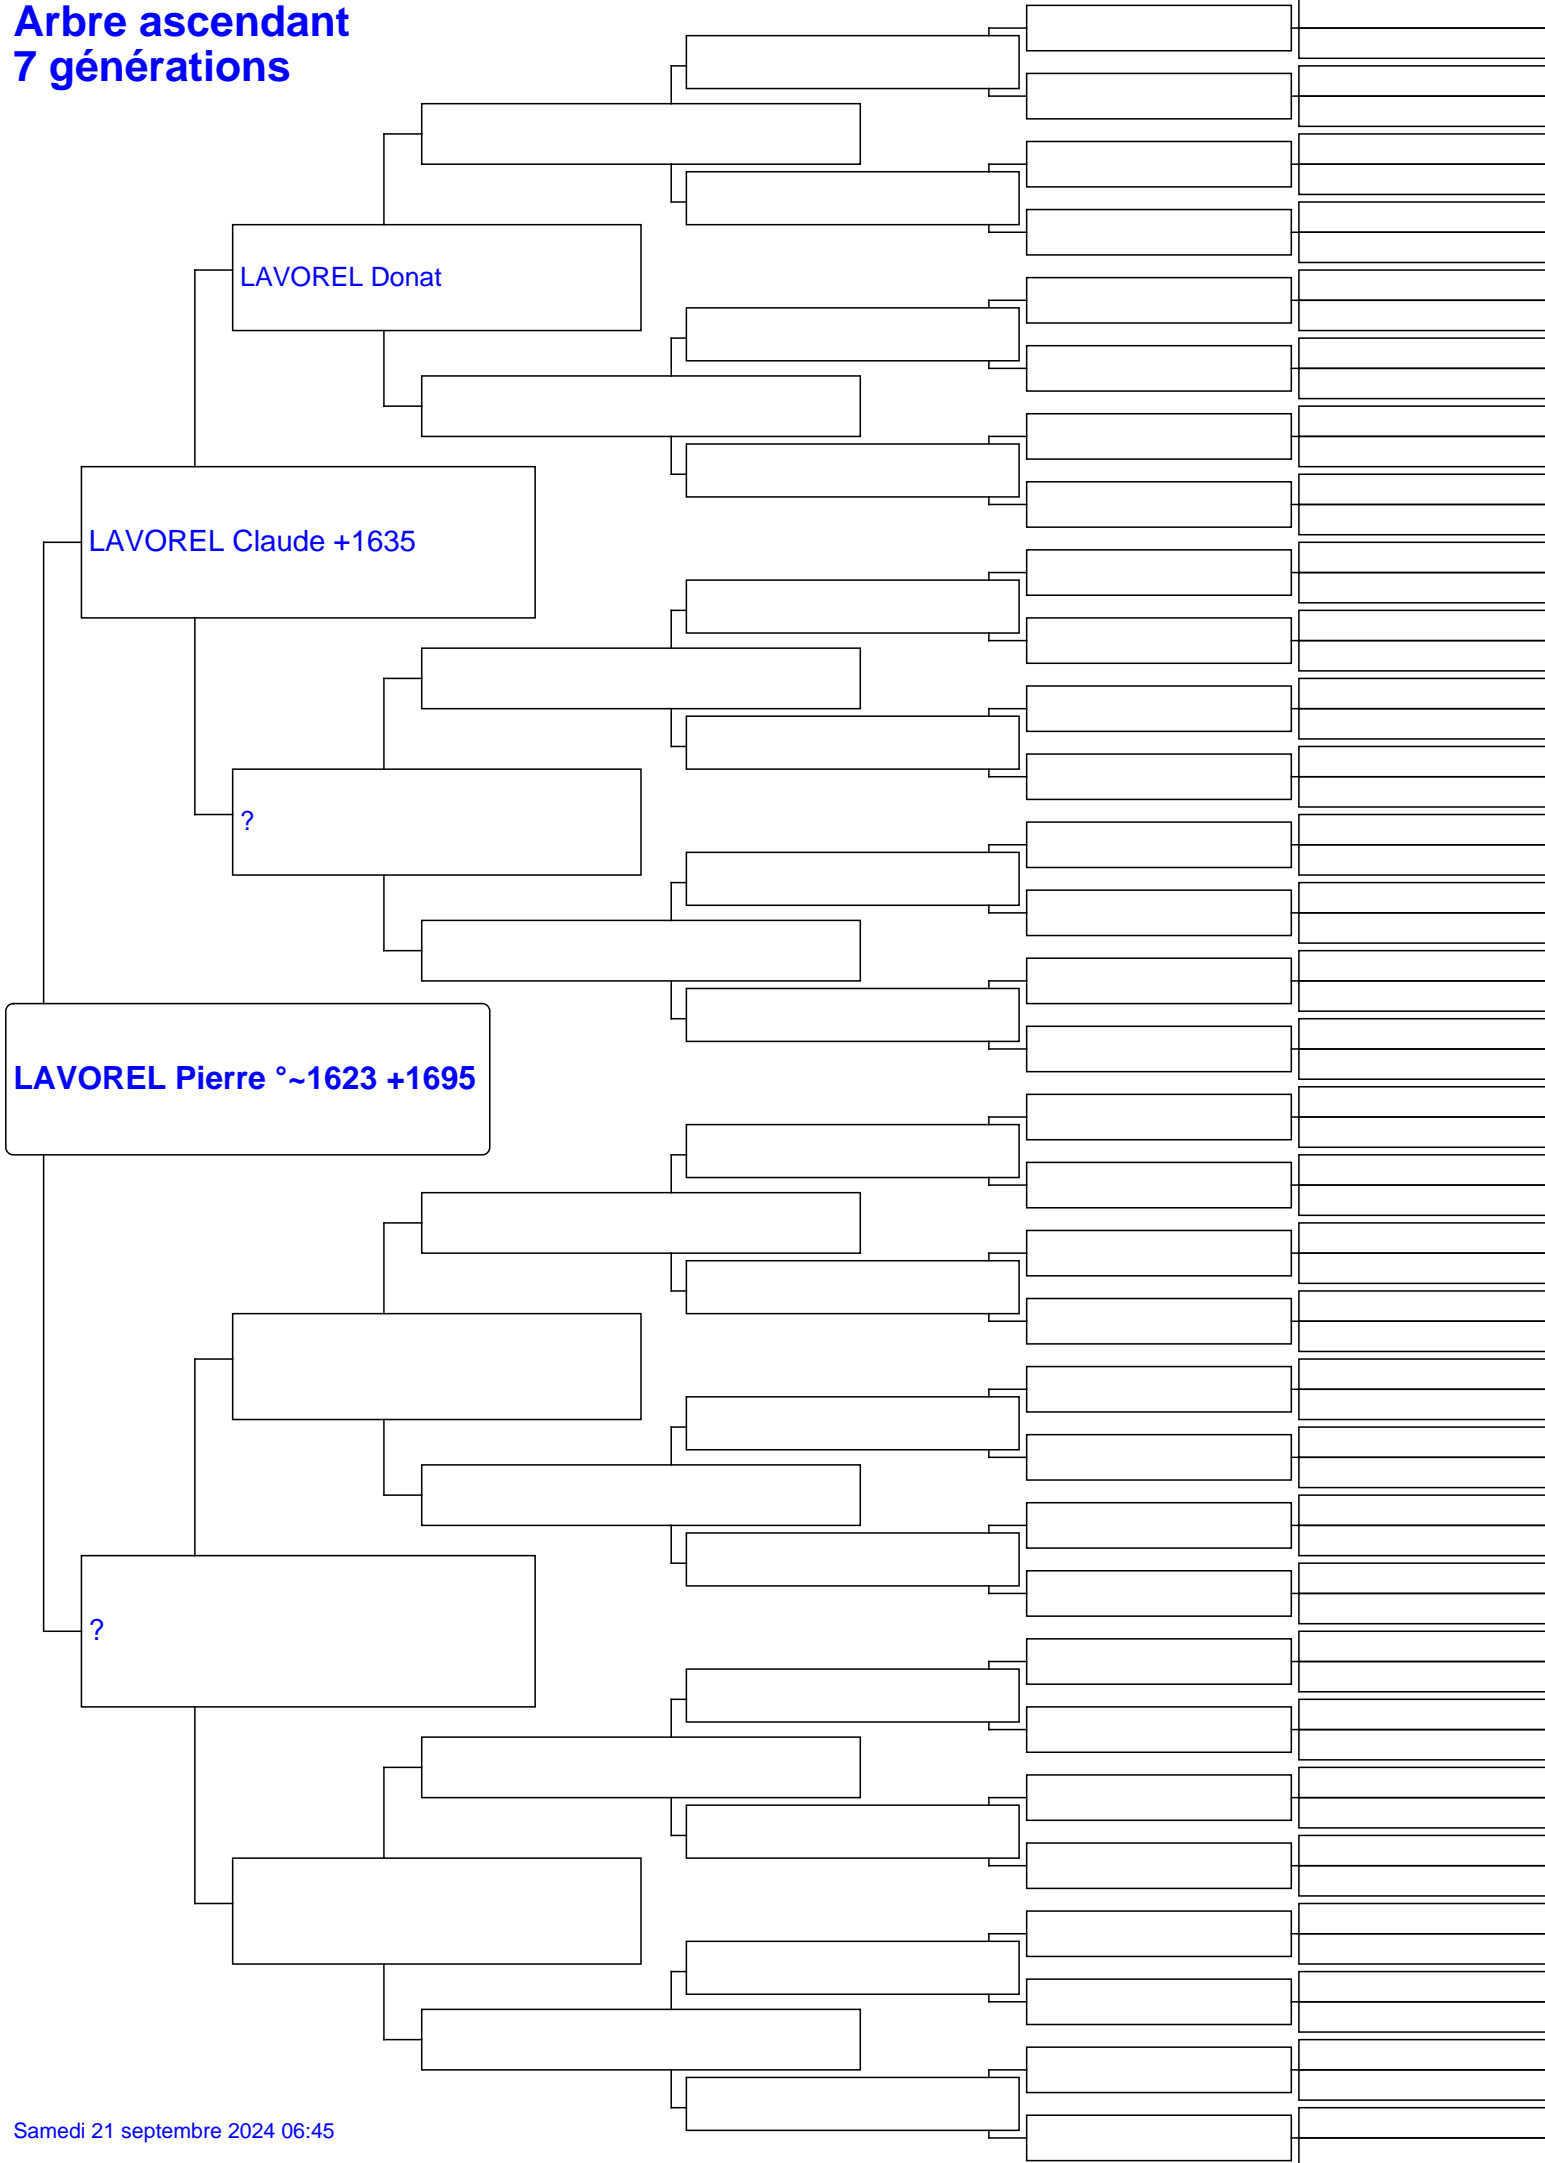 Arbre ascendant
7 générations
LAVOREL Donat
LAVOREL Claude +1635
?
LAVOREL Pierre °~1623 +1695
?
Samedi 21 septembre 2024 06:45